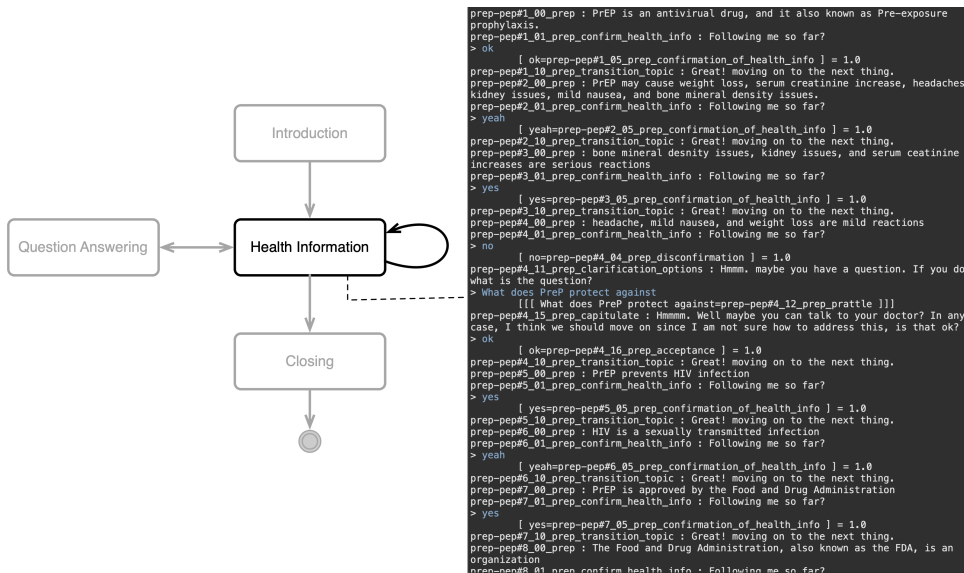 Introduction
Question Answering
Health Information
Closing
prep-pep#1_00_prep : PrEP is an antivirual drug, and it also known as Pre-exposure
prophylaxis.
prep-pep#1_01_prep_confirm_health_info : Following me so far?
> ok
[ ok=prep-pep#1_05_prep_confirmation_of_health_info ] = 1.0
prep-pep#1_10_prep_transition_topic : Great! moving on to the next thing.
prep-pep#2_00_prep : PrEP may cause weight loss, serum creatinine increase, headaches
kidney issues, mild nausea, and bone mineral density issues.
prep-pep#2_01_prep_confirm_health_info : Following me so far?
> yeah
[ yeah=prep-pep#2_05_prep_confirmation_of_health_info ] = 1.0
prep-pep#2_10_prep_transition_topic : Great! moving on to the next thing.
prep-pep#3_00_prep : bone mineral desnity issues, kidney issues, and serum ceatinine
increases are serious reactions
prep-pep#3_01_prep_confirm_health_info : Following me so far?
> yes
[ yes=prep-pep#3_05_prep_confirmation_of_health_info ] = 1.0
prep-pep#3_10_prep_transition_topic : Great! moving on to the next thing.
prep-pep#4_00_prep : headache, mild nausea, and weight loss are mild reactions
prep-pep#4_01_prep_confirm_health_info : Following me so far?
> no
[ no=prep-pep#4_04_prep_disconfirmation ] = 1.0
prep-pep#4_11_prep_clarification_options : Hmmm. maybe you have a question. If you do
what is the question?
> What does PreP protect against
[[[ What does PreP protect against=prep-pep#4_12_prep_prattle ]]]
prep-pep#4_15_prep_capitulate : Hmmmm. Well maybe you can talk to your doctor? In any
case, I think we should move on since I am not sure how to address this, is that ok?
> ok
[ ok=prep-pep#4_16_prep_acceptance ] = 1.0
prep-pep#4_10_prep_transition_topic : Great! moving on to the next thing.
prep-pep#5_00_prep : PrEP prevents HIV infection
prep-pep#5_01_prep_confirm_health_info : Following me so far?
> yes
[ yes=prep-pep#5_05_prep_confirmation_of_health_info ] = 1.0
prep-pep#5_10_prep_transition_topic : Great! moving on to the next thing.
prep-pep#6_00_prep : HIV is a sexually transmitted infection
prep-pep#6_01_prep_confirm_health_info : Following me so far?
> yeah
[ yeah=prep-pep#6_05_prep_confirmation_of_health_info ] = 1.0
prep-pep#6_10_prep_transition_topic : Great! moving on to the next thing.
prep-pep#7_00_prep : PrEP is approved by the Food and Drug Administration
prep-pep#7_01_prep_confirm_health_info : Following me so far?
> yes
[ yes=prep-pep#7_05_prep_confirmation_of_health_info ] = 1.0
prep-pep#7_10_prep_transition_topic : Great! moving on to the next thing.
prep-pep#8_00_prep : The Food and Drug Administration, also known as the FDA, is an
organization
prep-pep#8_01_prep_confirm_health_info : Following me so far?